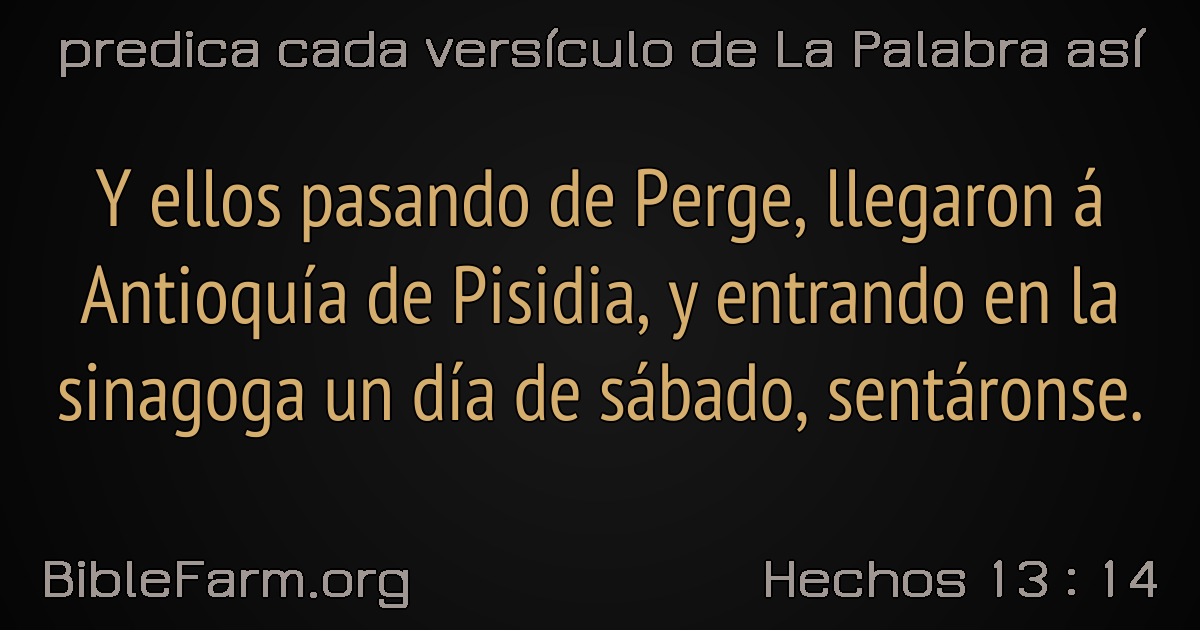 predica cada versículo de La Palabra así
Y ellos pasando de Perge, llegaron á
Antioquía de Pisidia, y entrando en la
sinagoga un día de sábado, sentáronse.
BibleFarm.org
Hechos 13 : 14